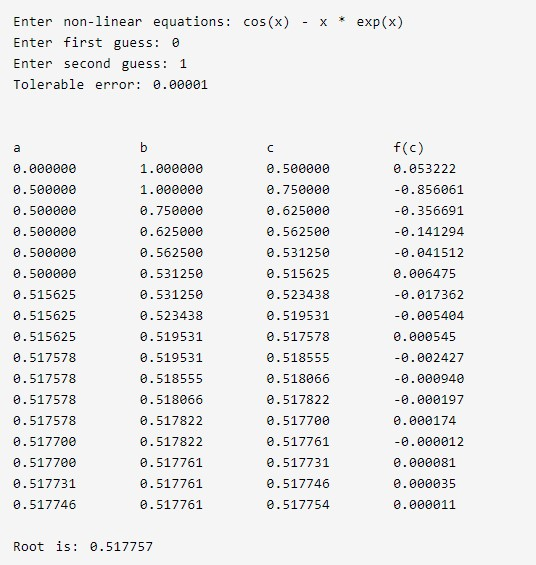 Enter non-linear equations: cos(x) - x * exp(x)
Enter first guess: 0
Enter second guess: 1
Tolerable error: 0.00001
a b c f(c)
0.000000 1.000000 0.500000 0.053222
0.500000 1.000000 0.750000 -0.856061
0.500000 0.750000 0.625000 -0.356691
0.500000 0.625000 0.562500 -0.141294
0.500000 0.562500 0.531250 -0.041512
0.500000 0.531250 0.515625 0.006475
0.515625 0.531250 0.523438 -0.017362
0.515625 0.523438 0.519531 -0.005404
0.515625 0.519531 0.517578 0.000545
0.517578 0.519531 0.518555 -0.002427
0.517578 0.518555 0.518066 -0.000940
0.517578 0.518066 0.517822 -0.000197
0.517578 0.517822 0.517700 0.000174
0.517700 0.517822 0.517761 -0.000012
0.517700 0.517761 0.517731 0.000081
0.517731 0.517761 0.517746 0.000035
0.517746 0.517761 0.517754 0.000011
Root is: 0.517757